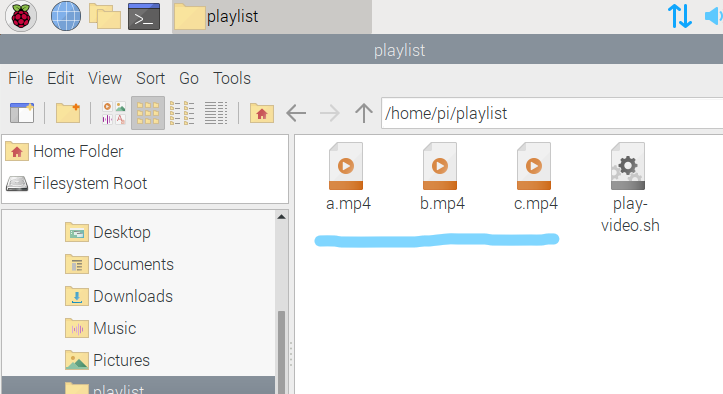 playlist
playlist
File Edit View Sort Go Tools
/home/pi/playlist
Home Folder
Filesystem Root
Desktop
Documents
Downloads
Music
Pictures
playlist
a.mp4
b.mp4
c.mp4
play-
video.sh